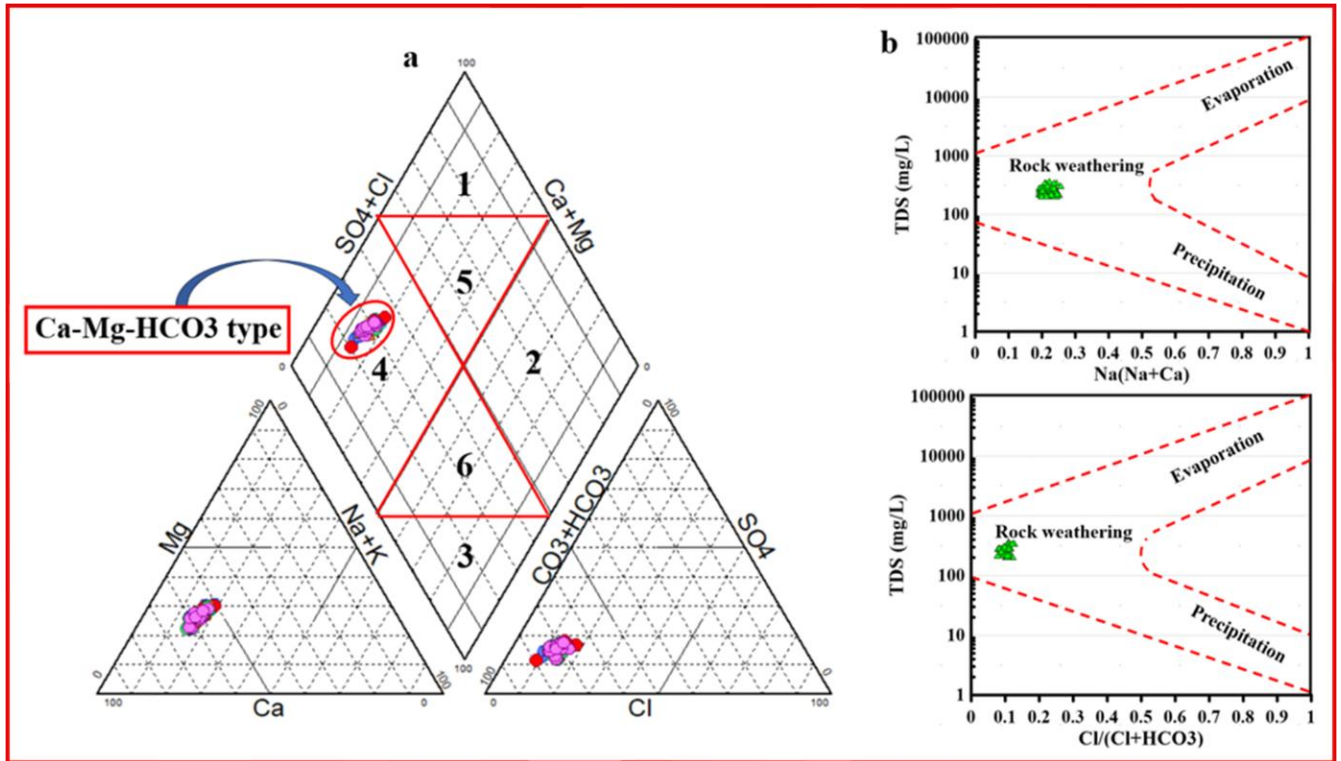 a
100
SO4+Cl
Ca+Mg
1
5
4
2
6
3
0
0
100
Ca-Mg-HCO3 type
100
0
Mg
Na+K
0
100
100
Ca
0
0
100
CO3+HCO3
SO4
100
0
0
Cl
100
b
100000
10000
1000
100
10
1
TDS (mg/L)
Evaporation
Rock weathering
Precipitation
0 0.1 0.2 0.3 0.4 0.5 0.6 0.7 0.8 0.9 1
Na(Na+Ca)
100000
10000
1000
100
10
1
TDS (mg/L)
Evaporation
Rock weathering
Precipitation
0 0.1 0.2 0.3 0.4 0.5 0.6 0.7 0.8 0.9 1
Cl/(Cl+HCO3)